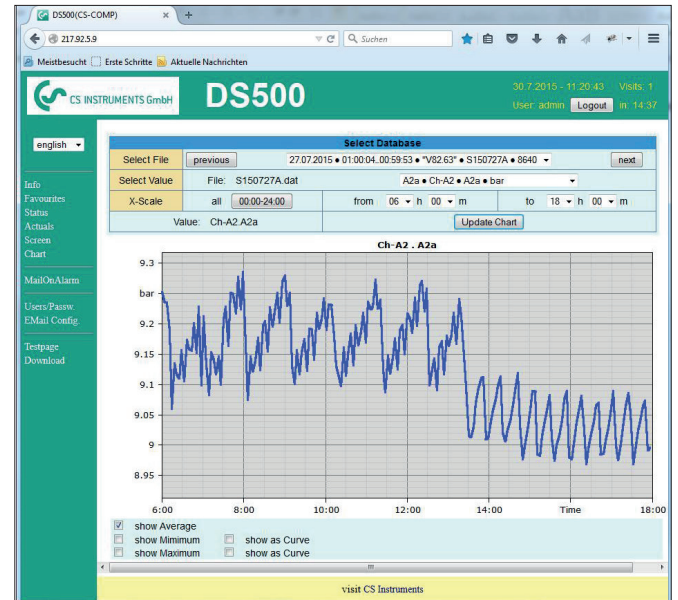 DS500(CS-COMP)
217.92.5.9
Suchen
Meistbesucht Erste Schritte Aktuelle Nachrichten
CS INSTRUMENTS GmbH
DS500
30.7.2015 - 11:20:43 Visits: 1
User: admin Logout in: 14:37
english
Info
Favourites
Status
Actuals
Screen
Chart
MailOnAlarm
Users/Passw.
EMail Config.
Testpage
Download
Select Database
Select File previous 27.07.2015 ● 01:00:04..00:59:53 ● "V82.63" ● S150727A ● 8640 next
Select Value File: S150727A.dat A2a ● Ch-A2 ● A2a ● bar
X-Scale all 00:00-24:00 from 06 h 00 m to 18 h 00 m
Value: Ch-A2.A2a Update Chart
Ch-A2 . A2a
9.3
bar
9.2
9.15
9.1
9.05
9
8.95
6:00 8:00 10:00 12:00 14:00 Time 18:00
show Average
show Mimimum show as Curve
show Maximum show as Curve
visit CS Instruments